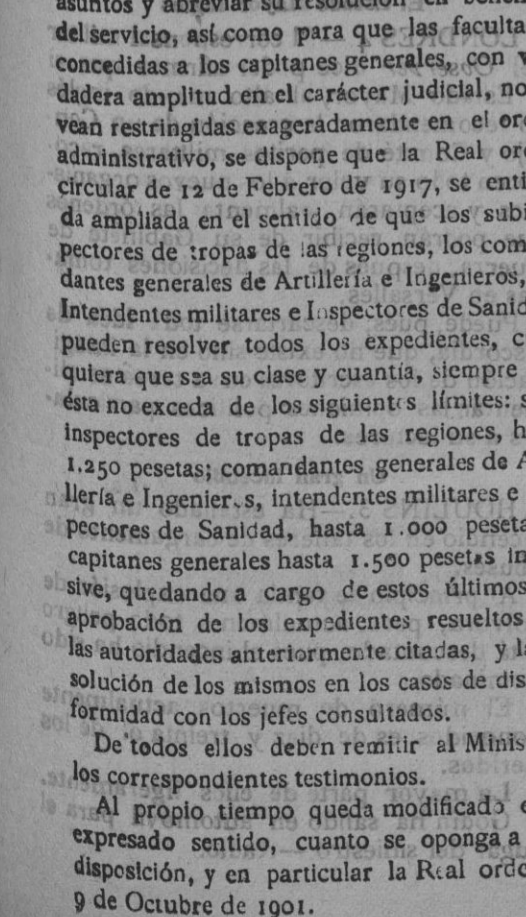 asuntos y abreviar su resolución en
del servicio, así como para que las faculta
concedidas a los capitanes generales, con v
dadera amplitud en el carácter judicial, no
vean restringidas exageradamente en el ord
administrativo, se dispone que la Real ord
circular de 12 de Febrero de 1917, se enti
da ampliada en el sentido de que los subi
pectores de tropas de las regiones, los com
dantes generales de Artillería e Ingenieros,
Intendentes militares e Inspectores de Sanid
pueden resolver todos los expedientes, c
quiera que sea su clase y cuantía, siempre
ésta no exceda de los siguientes límites: s
inspectores de tropas de las regiones, h
1.250 pesetas; comandantes generales de A
llería e Ingenieros, intendentes militares e
pectores de Sanidad, hasta 1.000 peseta
capitanes generales hasta 1.500 pesetas in
sive, quedando a cargo de estos últimos
aprobación de los expedientes resueltos
las autoridades anteriormente citadas, y la
solución de los mismos en los casos de dis
formidad con los jefes consultados.
De todos ellos deben remitir al Minis
los correspondientes testimonios.
Al propio tiempo queda modificado e
expresado sentido, cuanto se oponga a
disposición, y en particular la Real orde
9 de Octubre de 1901.